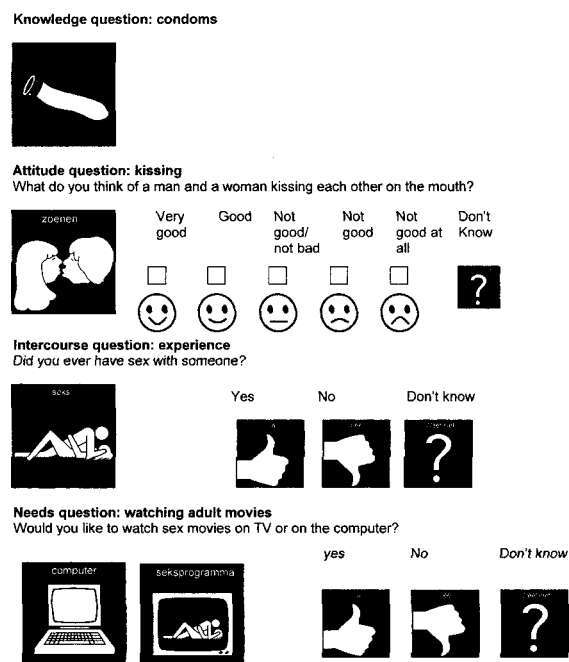 Knowledge question: condoms
Attitude question: kissing
What do you think of a man and a woman kissing each other on the mouth?
zoenen
Very good
Good
Not good/ not bad
Not good
Not good at all
Don't Know
?
Intercourse question: experience
Did you ever have sex with someone?
seks
Yes
No
Don't know
?
Needs question: watching adult movies
Would you like to watch sex movies on TV or on the computer?
computer
seksprogramma
yes
No
Don't know
?